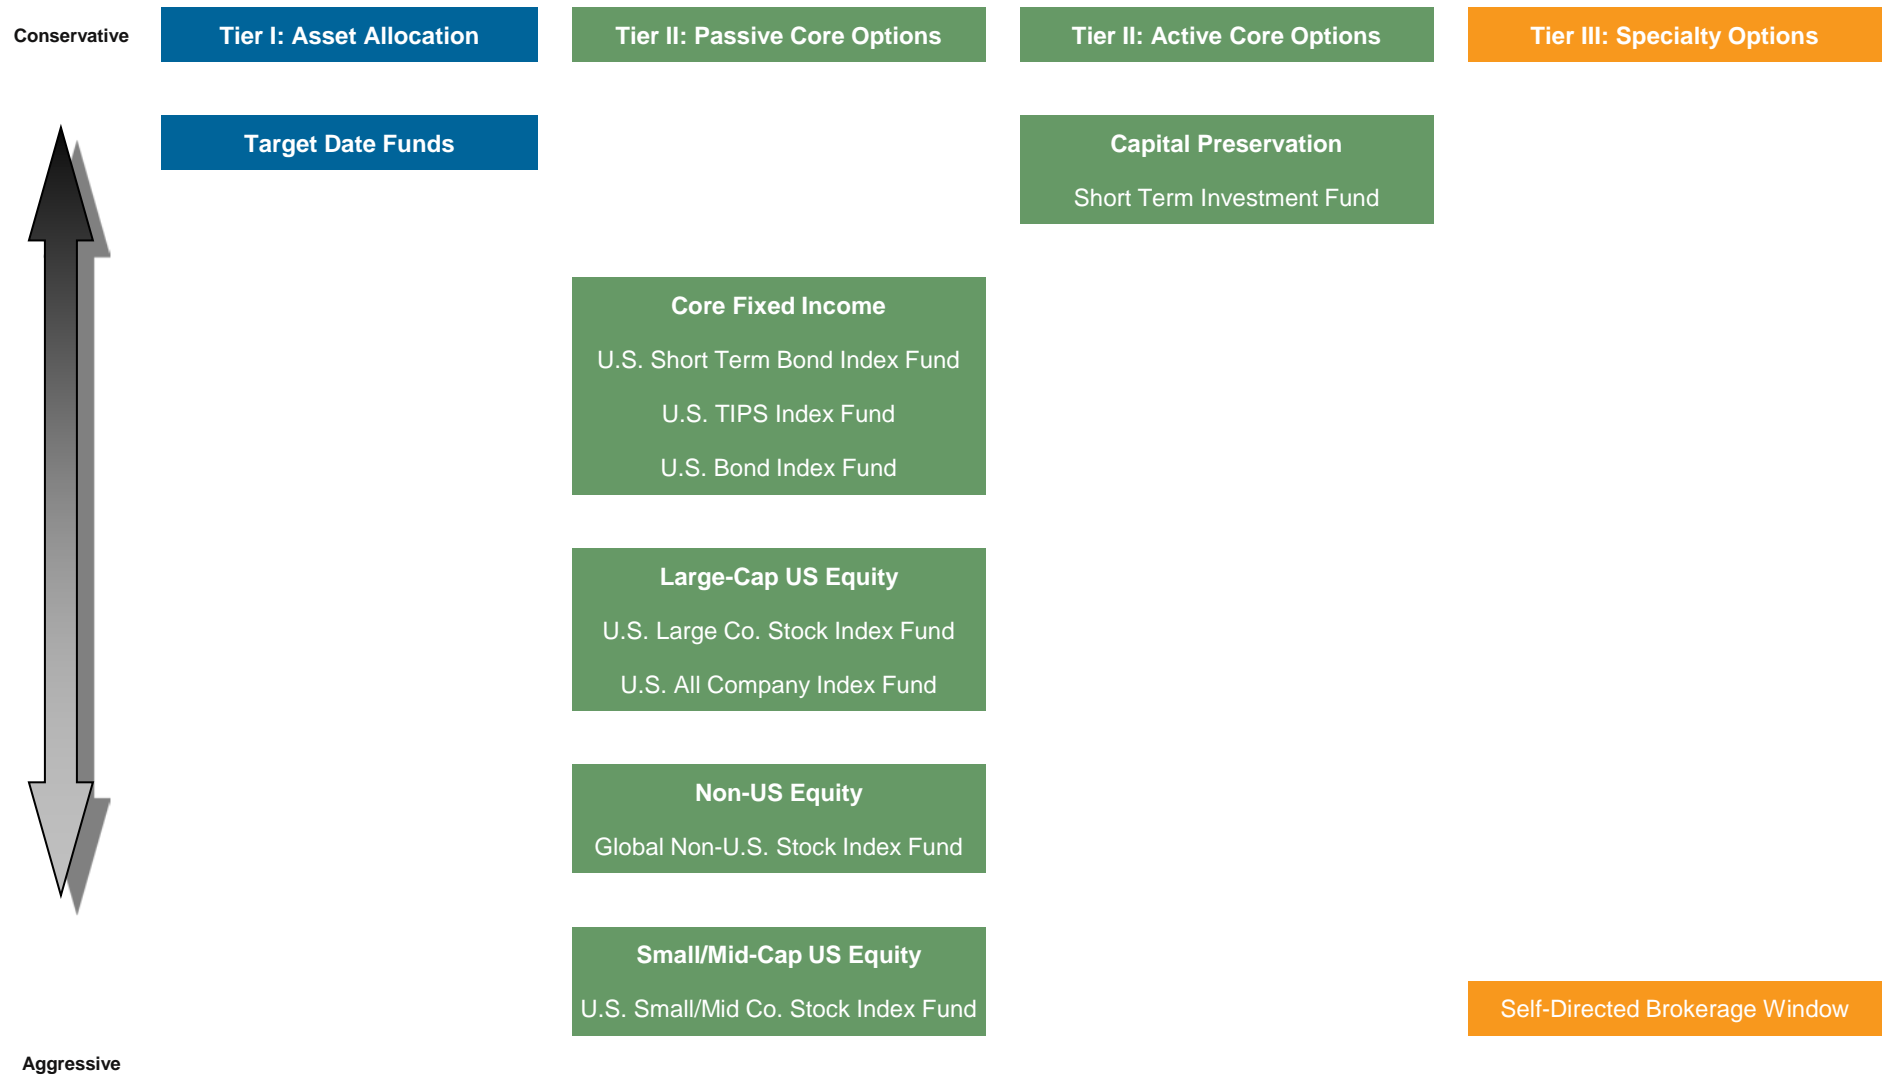 Conservative
Tier I: Asset Allocation
Tier II: Passive Core Options
Tier II: Active Core Options
Tier III: Specialty Options
Target Date Funds
Capital Preservation
Short Term Investment Fund
Core Fixed Income
U.S. Short Term Bond Index Fund
U.S. TIPS Index Fund
U.S. Bond Index Fund
Large-Cap US Equity
U.S. Large Co. Stock Index Fund
U.S. All Company Index Fund
Non-US Equity
Global Non-U.S. Stock Index Fund
Small/Mid-Cap US Equity
U.S. Small/Mid Co. Stock Index Fund
Self-Directed Brokerage Window
Aggressive